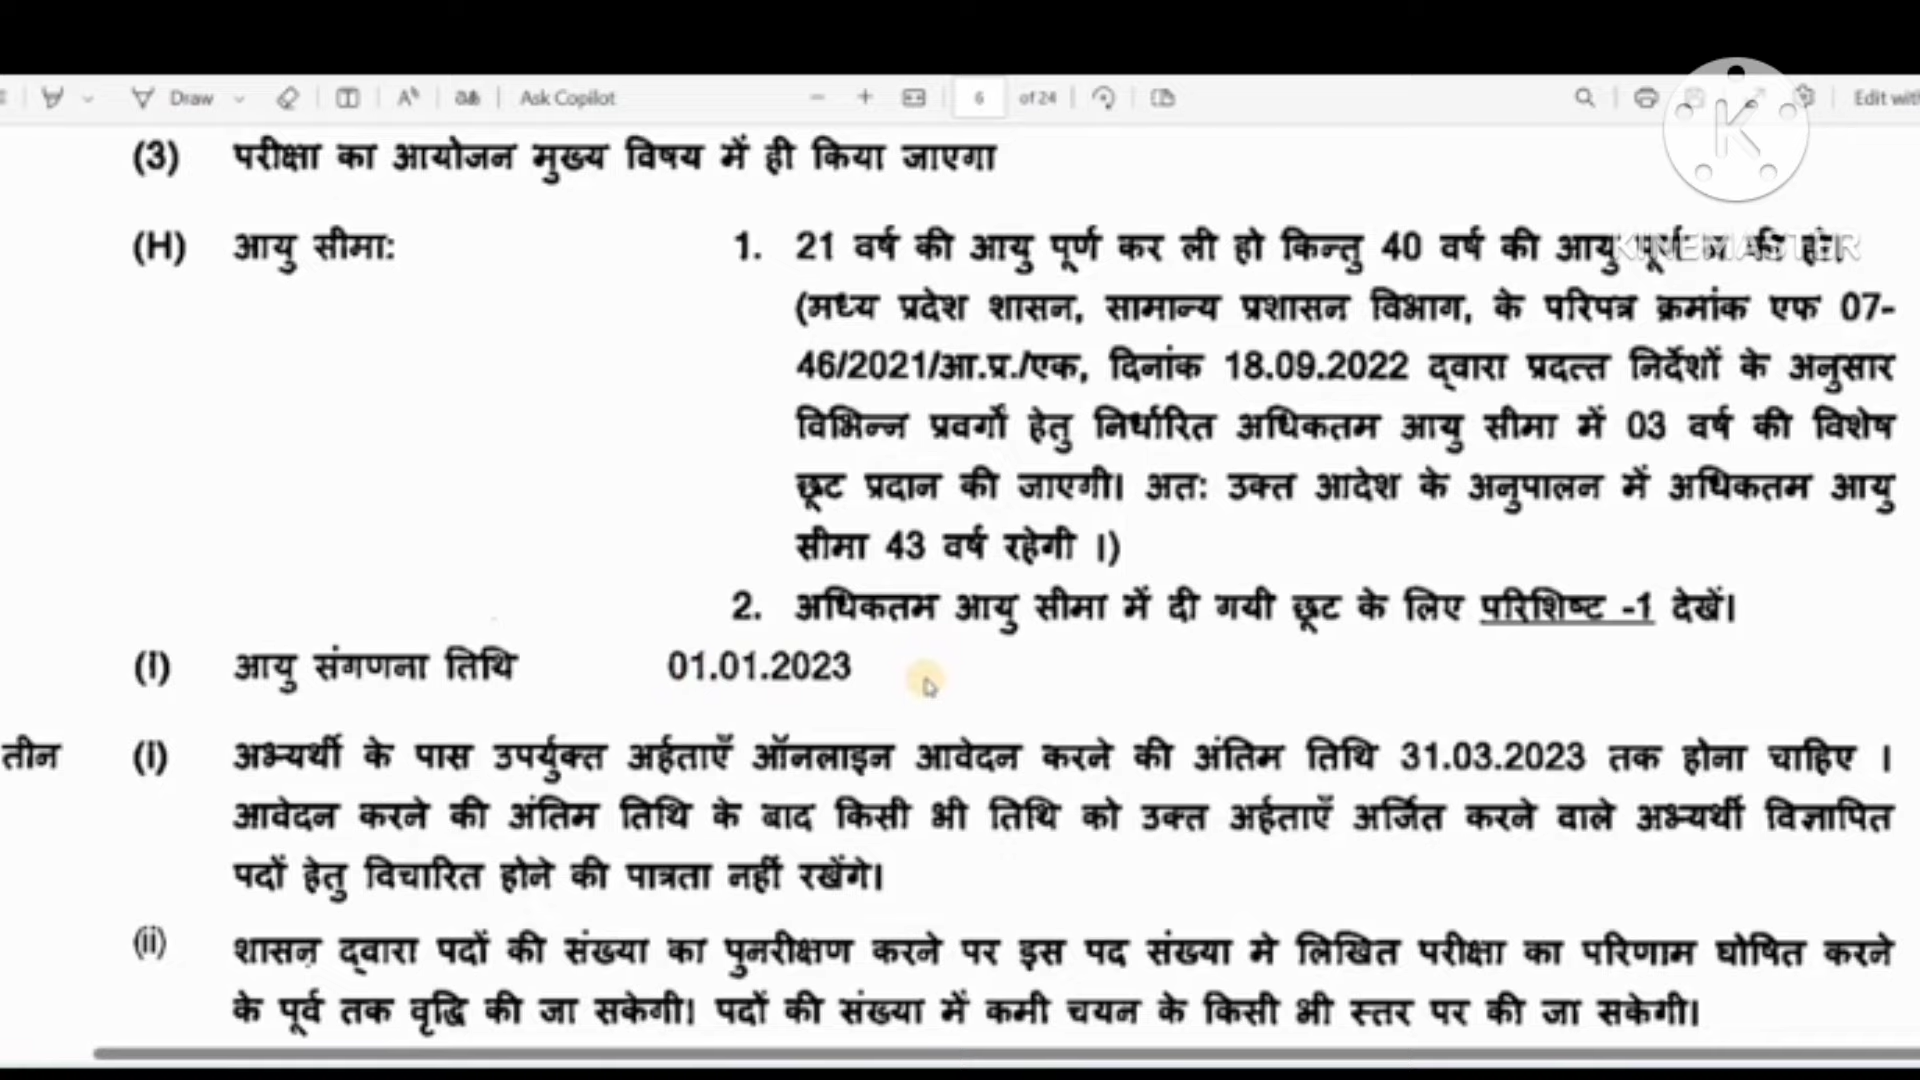 Draw
Ask Copilot
6 of 24
Edit with
(3) परीक्षा का आयोजन मुख्य विषय में ही किया जाएगा
(H) आयु सीमा: 1. 21 वर्ष की आयु पूर्ण कर ली हो किन्तु 40 वर्ष की आयु पूर्ण न की हो।
KINEMASTER
(मध्य प्रदेश शासन, सामान्य प्रशासन विभाग, के परिपत्र क्रमांक एफ 07-
46/2021/आ.प्र./एक, दिनांक 18.09.2022 द्वारा प्रदत्त निर्देशों के अनुसार
विभिन्न प्रवर्गो हेतु निर्धारित अधिकतम आयु सीमा में 03 वर्ष की विशेष
छूट प्रदान की जाएगी। अतः उक्त आदेश के अनुपालन में अधिकतम आयु
सीमा 43 वर्ष रहेगी ।)
2. अधिकतम आयु सीमा में दी गयी छूट के लिए परिशिष्ट -1 देखें।
(I) आयु संगणना तिथि 01.01.2023
तीन (i) अभ्यर्थी के पास उपर्युक्त अर्हताएँ ऑनलाइन आवेदन करने की अंतिम तिथि 31.03.2023 तक होना चाहिए ।
आवेदन करने की अंतिम तिथि के बाद किसी भी तिथि को उक्त अर्हताएँ अर्जित करने वाले अभ्यर्थी विज्ञापित
पदों हेतु विचारित होने की पात्रता नहीं रखेंगे।
(ii) शासन द्वारा पदों की संख्या का पुनरीक्षण करने पर इस पद संख्या मे लिखित परीक्षा का परिणाम घोषित करने
के पूर्व तक वृद्धि की जा सकेगी। पदों की संख्या में कमी चयन के किसी भी स्तर पर की जा सकेगी।